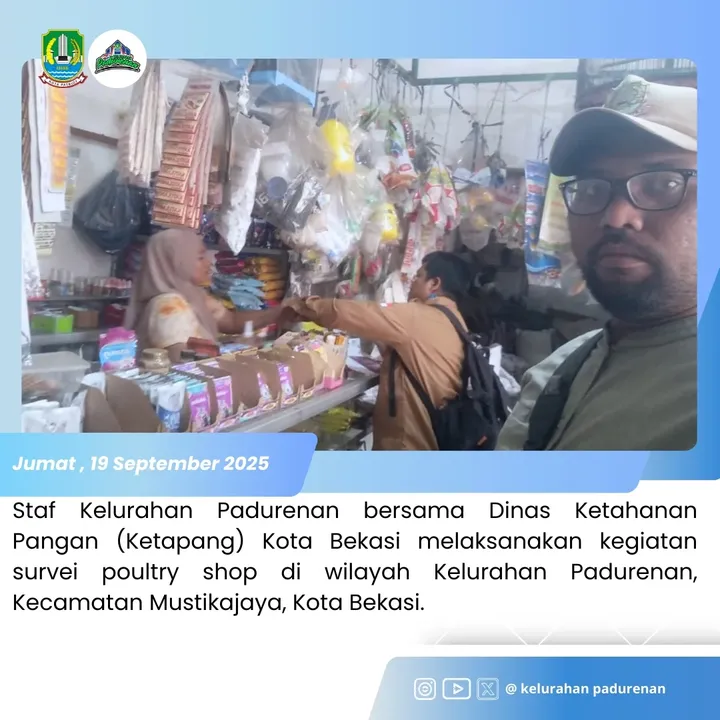 Jumat , 19 September 2025
Staf Kelurahan Padurenan bersama Dinas Ketahanan
Pangan (Ketapang) Kota Bekasi melaksanakan kegiatan
survei poultry shop di wilayah Kelurahan Padurenan,
Kecamatan Mustikajaya, Kota Bekasi.
@ kelurahan padurenan